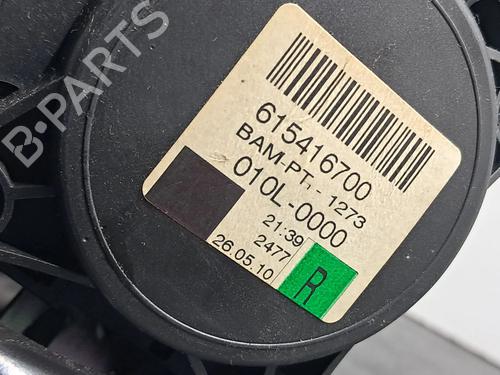 B-PARTS
615416700
BAM.PT. - 1273
010L-0000
21:39
2477
26.05.10
R